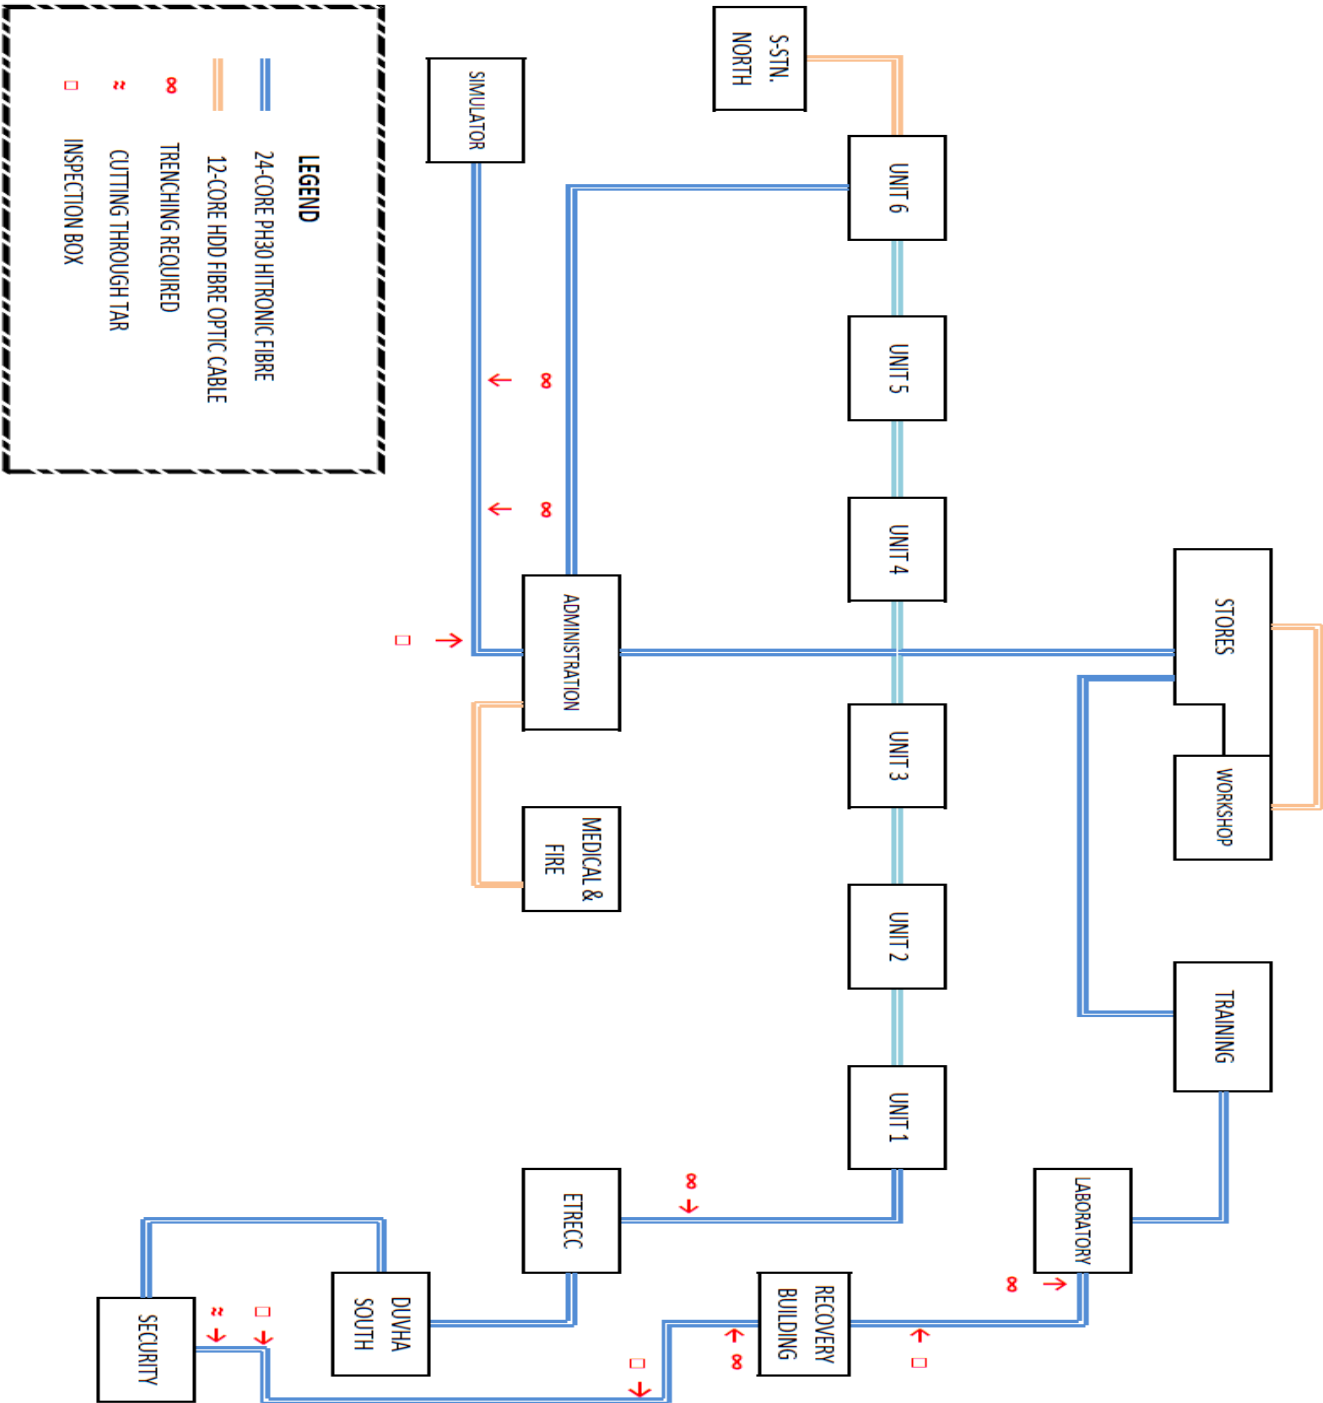 STORES
WORKSHOP
TRAINING
LABORATORY
S-STN.
NORTH
UNIT 6
UNIT 5
UNIT 4
UNIT 3
UNIT 2
UNIT 1
RECOVERY
BUILDING
SIMULATOR
ADMINISTRATION
MEDICAL &
FIRE
ETRECC
DUVHA
SOUTH
SECURITY
LEGEND
24-CORE PH30 HITRONIC FIBRE
12-CORE HDD FIBRE OPTIC CABLE
∞ TRENCHING REQUIRED
≈ CUTTING THROUGH TAR
□ INSPECTION BOX